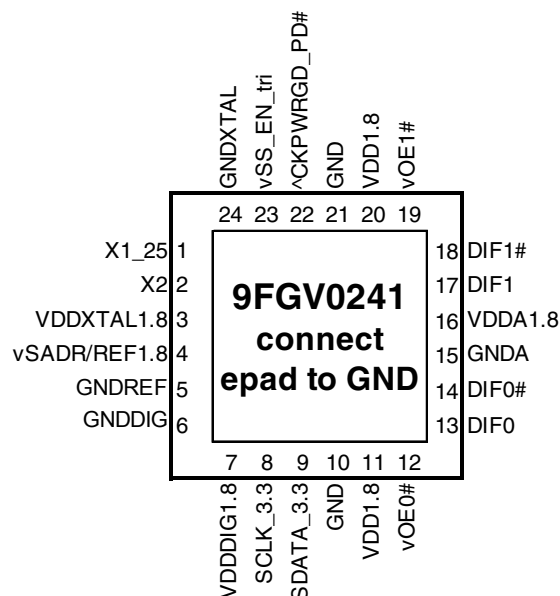 GNDXTAL
vSS_EN_tri
^CKPWRGD_PD#
GND
VDD1.8
vOE1#
24 23 22 21 20 19
X1_25 1
X2 2
VDDXTAL1.8 3
vSADR/REF1.8 4
GNDREF 5
GNDDIG 6
9FGV0241
connect
epad to GND
18 DIF1#
17 DIF1
16 VDDA1.8
15 GNDA
14 DIF0#
13 DIF0
7 8 9 10 11 12
VDDDIG1.8
SCLK_3.3
SDATA_3.3
GND
VDD1.8
vOE0#